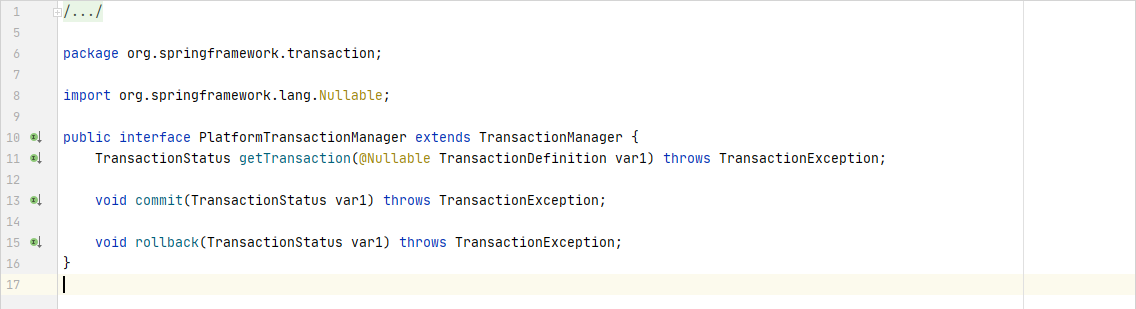 1 /.../
5
6 package org.springframework.transaction;
7
8 import org.springframework.lang.Nullable;
9
10 public interface PlatformTransactionManager extends TransactionManager {
11     TransactionStatus getTransaction(@Nullable TransactionDefinition var1) throws TransactionException;
12
13     void commit(TransactionStatus var1) throws TransactionException;
14
15     void rollback(TransactionStatus var1) throws TransactionException;
16 }
17